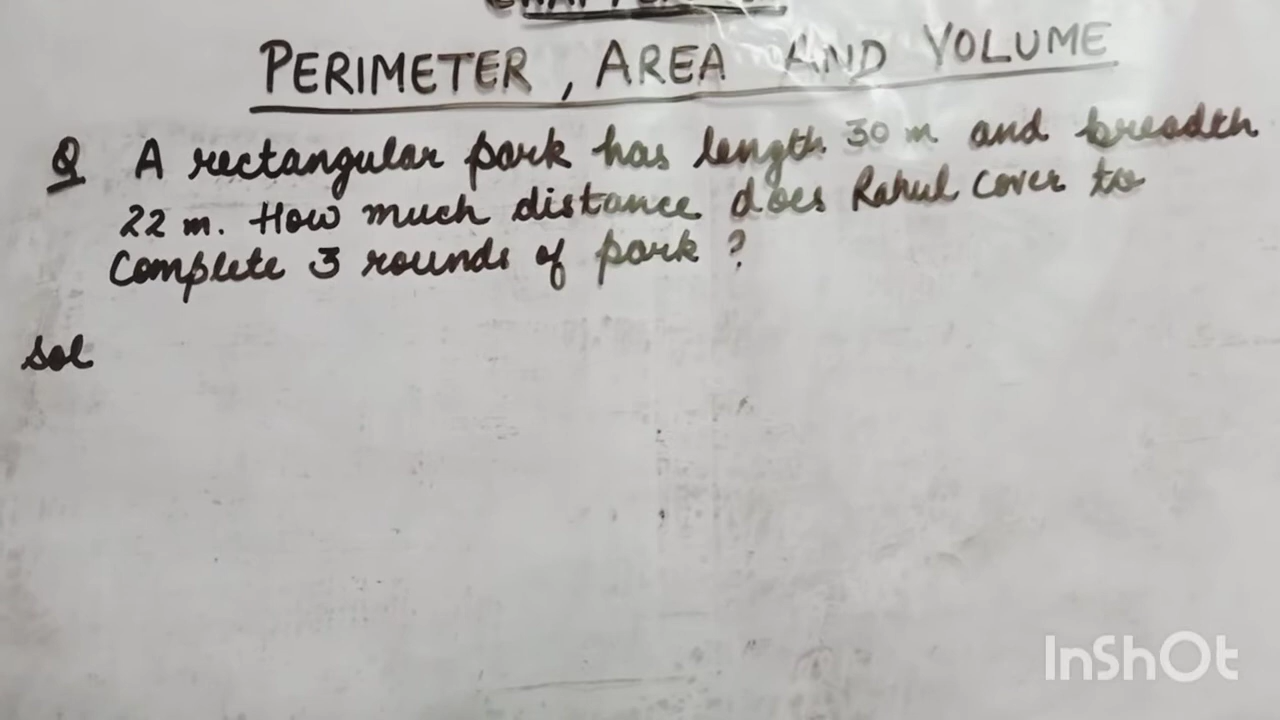 PERIMETER, AREA AND VOLUME
Q A rectangular park has length 30 m and breadth
22 m. How much distance does Rahul cover to
Complete 3 rounds of park?
Sol
InShOt